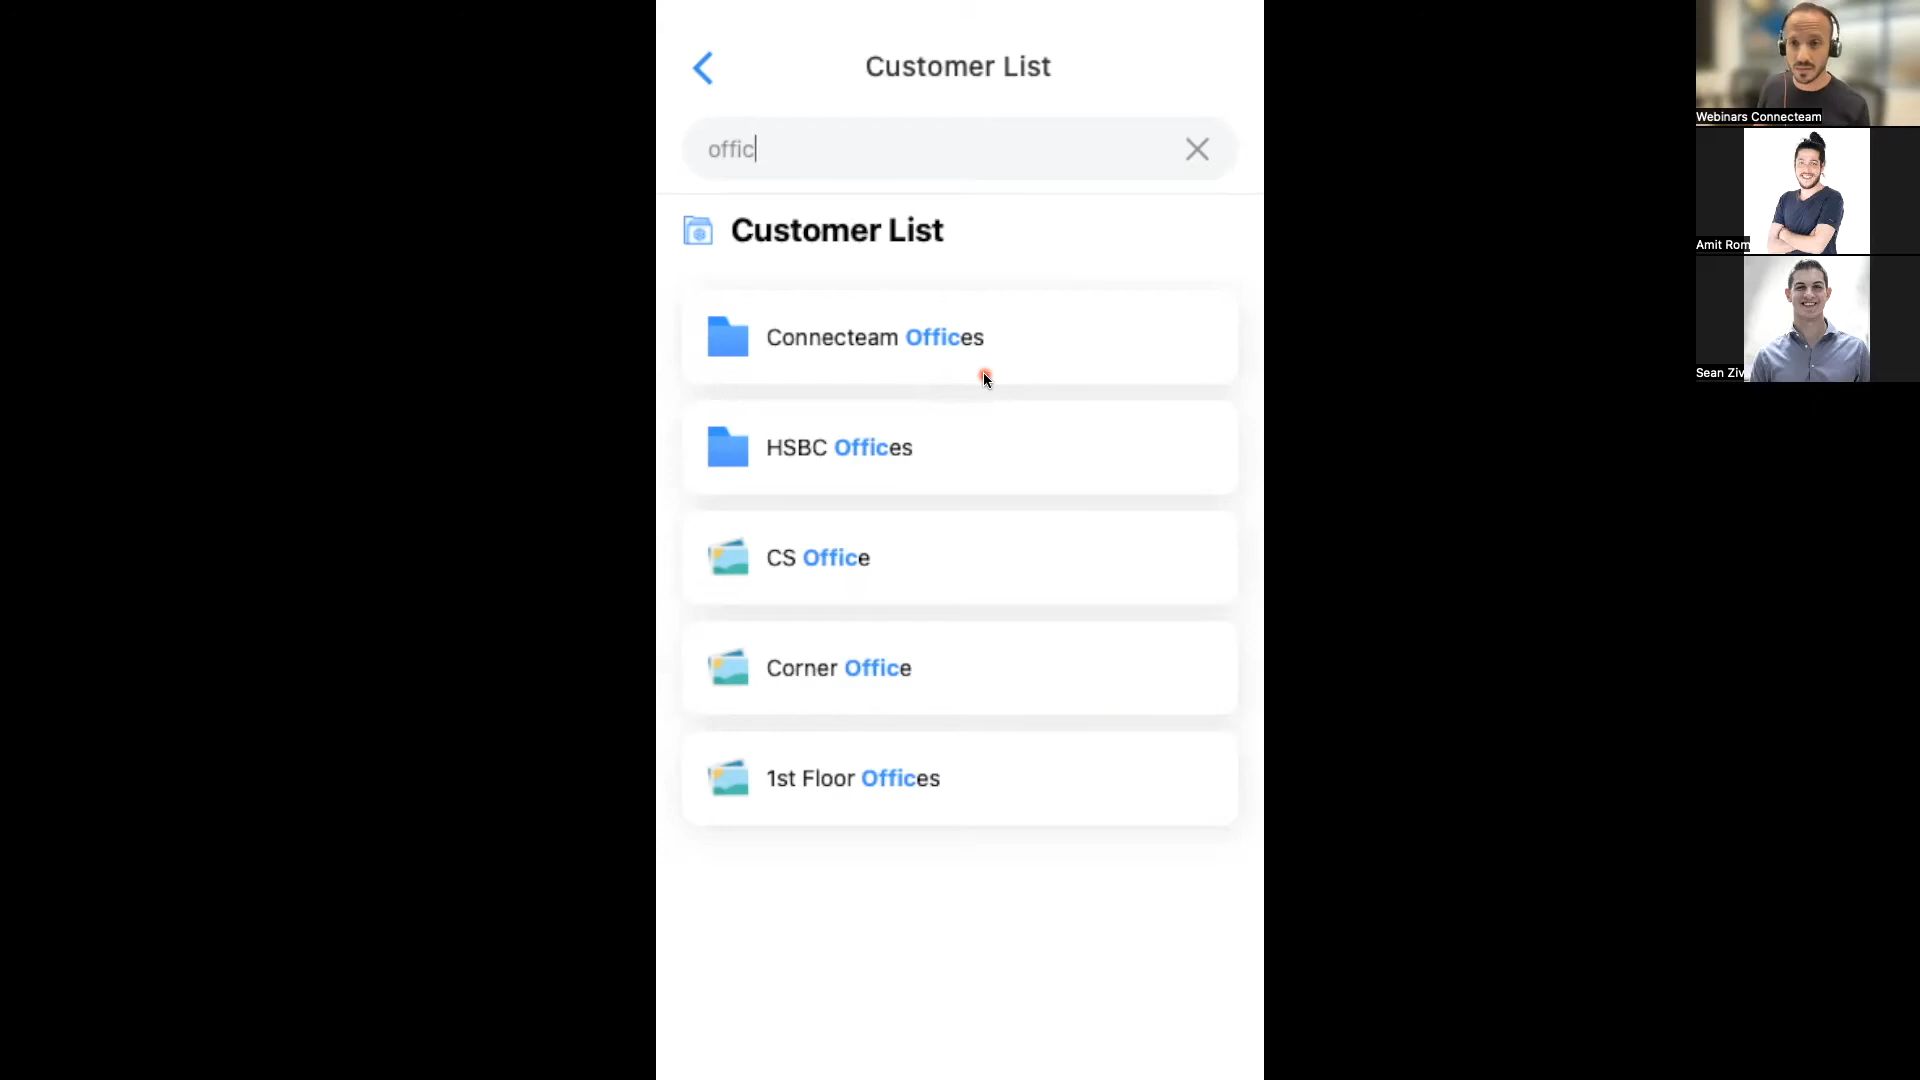 Customer List
offic
Customer List
Connecteam Offices
HSBC Offices
CS Office
Corner Office
1st Floor Offices
Webinars Connecteam
Amit Rom
Sean Ziv